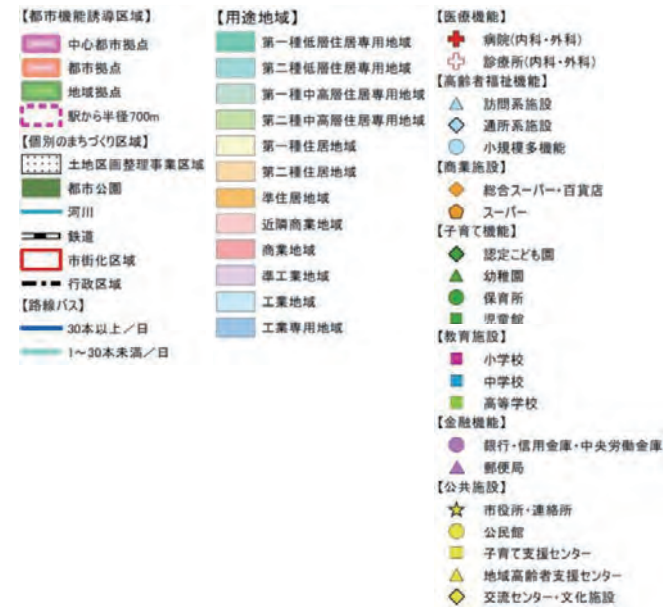 【都市機能誘導区域】
中心都市拠点
都市拠点
地域拠点
駅から半径700m
【個別のまちづくり区域】
土地区画整理事業区域
都市公園
河川
鉄道
市街化区域
行政区域
【路線バス】
30本以上／日
1～30本未満／日
【用途地域】
第一種低層住居専用地域
第二種低層住居専用地域
第一種中高層住居専用地域
第二種中高層住居専用地域
第一種住居地域
第二種住居地域
準住居地域
近隣商業地域
商業地域
準工業地域
工業地域
工業専用地域
【医療機能】
病院(内科・外科)
診療所(内科・外科)
【高齢者福祉機能】
訪問系施設
通所系施設
小規模多機能
【商業施設】
総合スーパー・百貨店
スーパー
【子育て機能】
認定こども園
幼稚園
保育所
児童館
【教育施設】
小学校
中学校
高等学校
【金融機能】
銀行・信用金庫・中央労働金庫
郵便局
【公共施設】
市役所・連絡所
公民館
子育て支援センター
地域高齢者支援センター
交流センター・文化施設